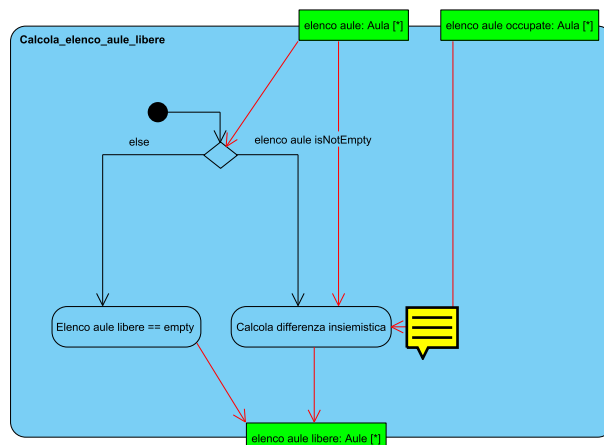 elenco aule: Aula [*]
elenco aule occupate: Aula [*]
Calcola_elenco_aule_libere
else
elenco aule isNotEmpty
Elenco aule libere == empty
Calcola differenza insiemistica
elenco aule libere: Aule [*]